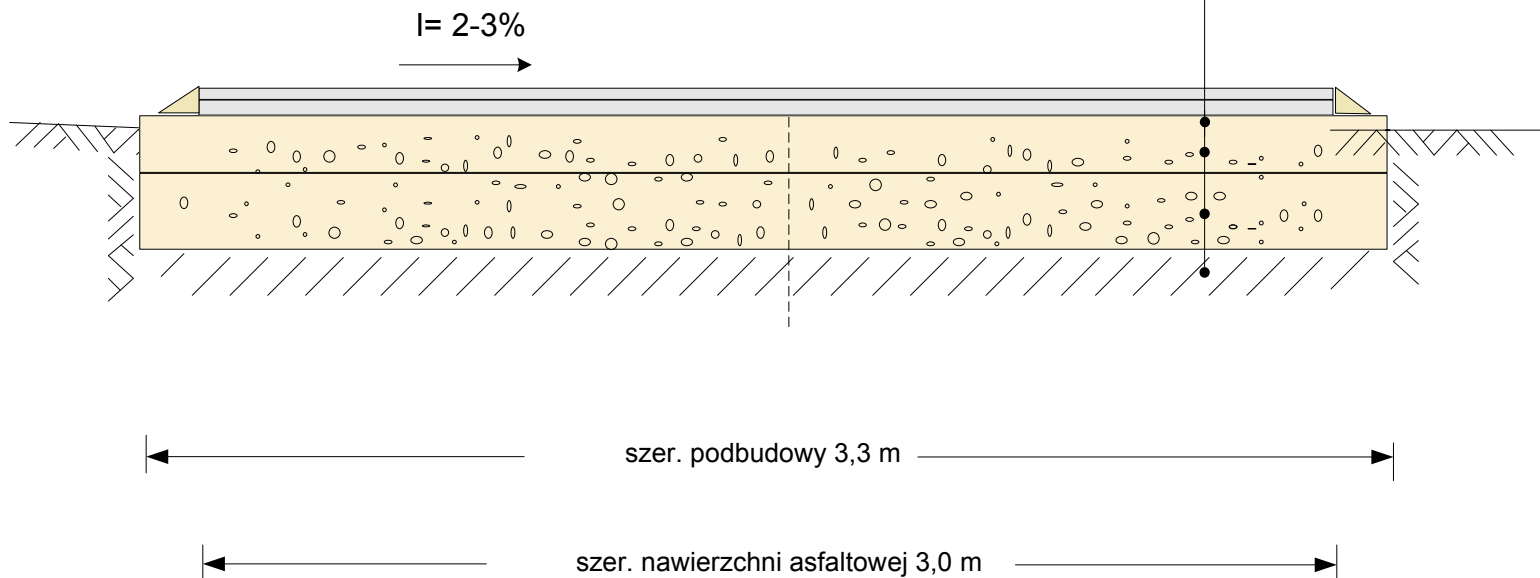 I= 2-3%
szer. podbudowy 3,3 m
szer. nawierzchni asfaltowej 3,0 m